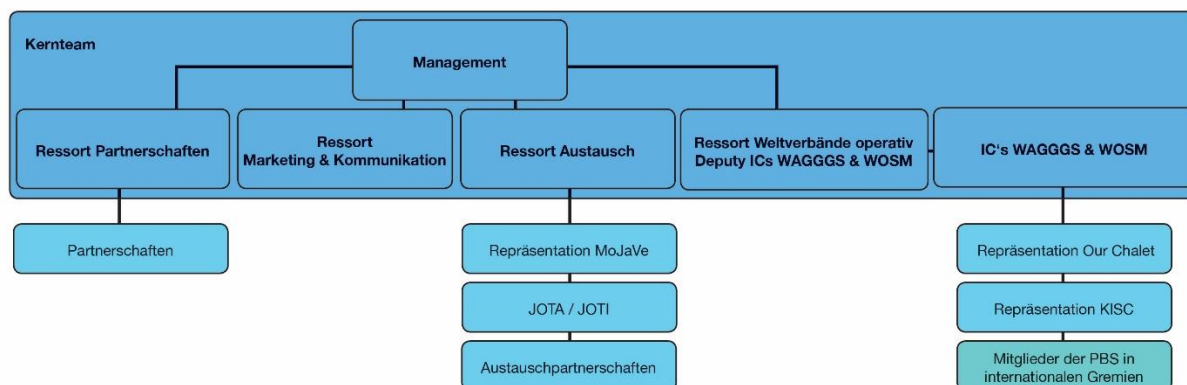 Kernteam
Management
Ressort Partnerschaften
Ressort
Marketing & Kommunikation
Ressort Austausch
Ressort Weltverbände operativ
Deputy ICs WAGGGS & WOSM
IC's WAGGGS & WOSM
Partnerschaften
Repräsentation MoJaVe
JOTA / JOTI
Austauschpartnerschaften
Repräsentation Our Chalet
Repräsentation KISC
Mitglieder der PBS in
internationalen Gremien